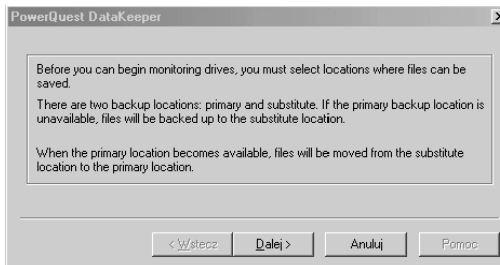 PowerQuest DataKeeper
Before you can begin monitoring drives, you must select locations where files can be
saved.
There are two backup locations: primary and substitute. If the primary backup location is
unavailable, files will be backed up to the substitute location.
When the primary location becomes available, files will be moved from the substitute
location to the primary location.
< Wstecz Dalej > Anuluj Pomoc